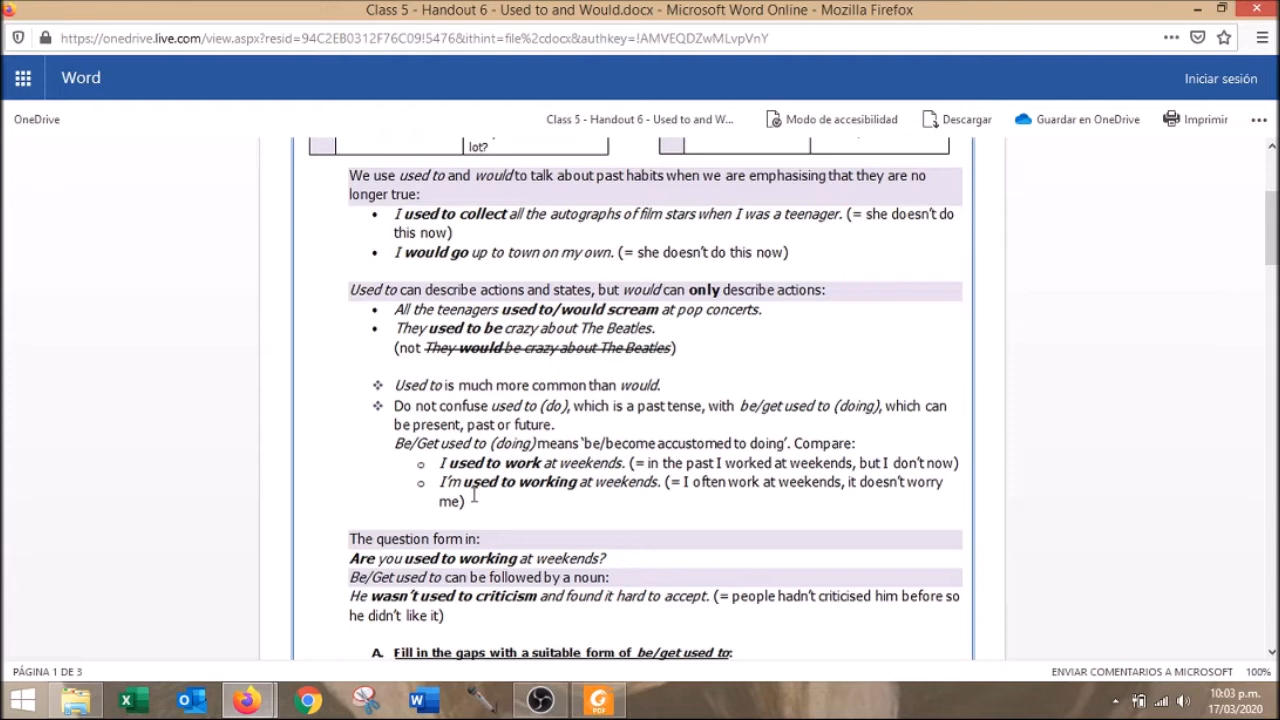 Class 5 - Handout 6 - Used to and Would.docx - Microsoft Word Online - Mozilla Firefox
https://onedrive.live.com/view.aspx?resid=94C2EB0312F76C09!5476&ithint=file%2cdocx&authkey=!AMVEQDZwMLvpVnY
Word
Iniciar sesión
OneDrive
Class 5 - Handout 6 - Used to and W...
Modo de accesibilidad
Descargar
Guardar en OneDrive
Imprimir
lot?
We use used to and would to talk about past habits when we are emphasising that they are no
longer true:
• I used to collect all the autographs of film stars when I was a teenager. (= she doesn't do
this now)
• I would go up to town on my own. (= she doesn't do this now)
Used to can describe actions and states, but would can only describe actions:
• All the teenagers used to/would scream at pop concerts.
• They used to be crazy about The Beatles.
(not They would be crazy about The Beatles)
❖ Used to is much more common than would.
❖ Do not confuse used to (do), which is a past tense, with be/get used to (doing), which can
be present, past or future.
Be/Get used to (doing) means 'be/become accustomed to doing'. Compare:
o I used to work at weekends. (= in the past I worked at weekends, but I don't now)
o I'm used to working at weekends. (= I often work at weekends, it doesn't worry
me)
The question form in:
Are you used to working at weekends?
Be/Get used to can be followed by a noun:
He wasn't used to criticism and found it hard to accept. (= people hadn't criticised him before so
he didn't like it)
A. Fill in the gaps with a suitable form of be/get used to:
PÁGINA 1 DE 3
ENVIAR COMENTARIOS A MICROSOFT
100%
10:03 p.m.
17/03/2020